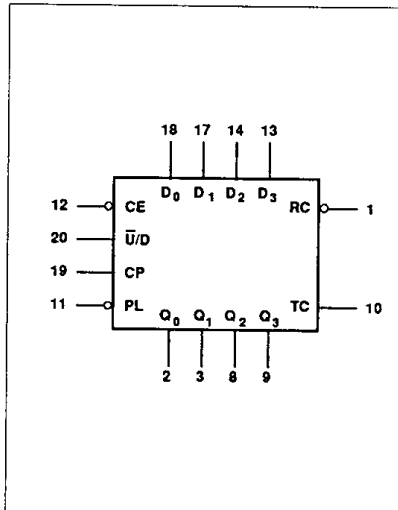 18 17 14 13
D0 D1 D2 D3
12 CE RC 1
20 U̅/D
19 CP
11 PL TC 10
Q0 Q1 Q2 Q3
2 3 8 9